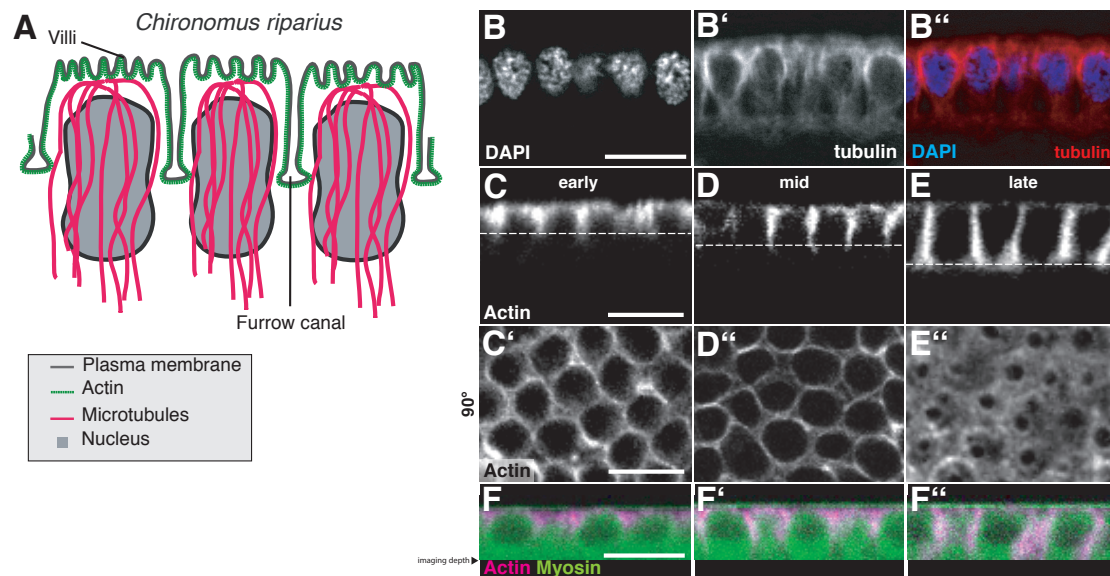 A
Chironomus riparius
Villi
Furrow canal
Plasma membrane
Actin
Microtubules
Nucleus
B
DAPI
B‘
tubulin
B“
DAPI
tubulin
C
early
Actin
D
mid
E
late
90°
C‘
Actin
D“
E“
imaging depth
F
Actin Myosin
F‘
F“